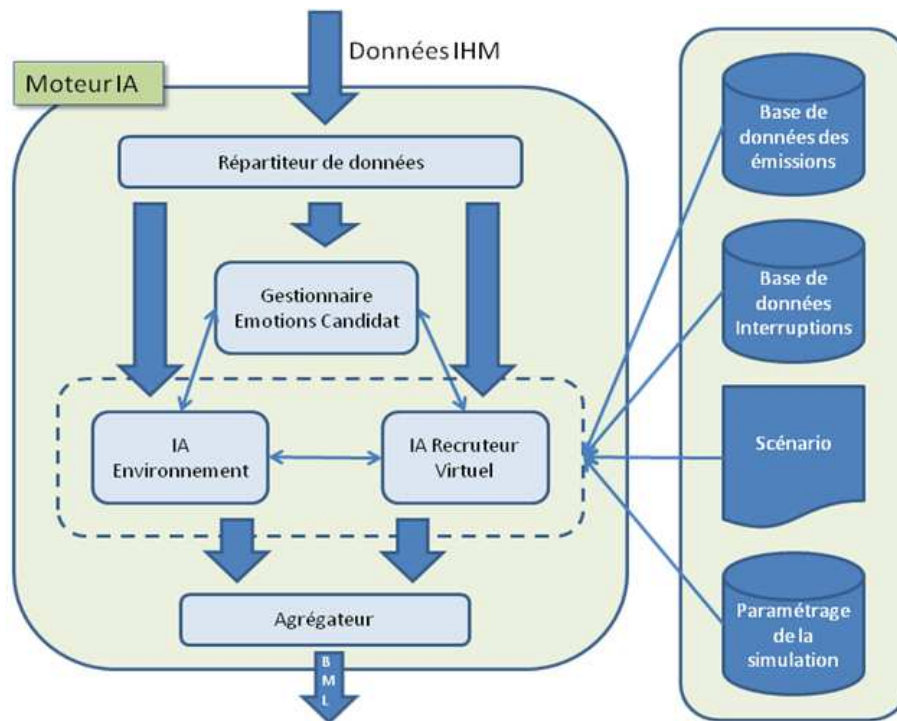 Données IHM
Moteur IA
Répartiteur de données
Gestionnaire
Emotions Candidat
IA
Environnement
IA Recruteur
Virtuel
Agrégateur
B
M
L
Base de
données des
émissions
Base de
données
Interruptions
Scénario
Paramétrage
de la
simulation